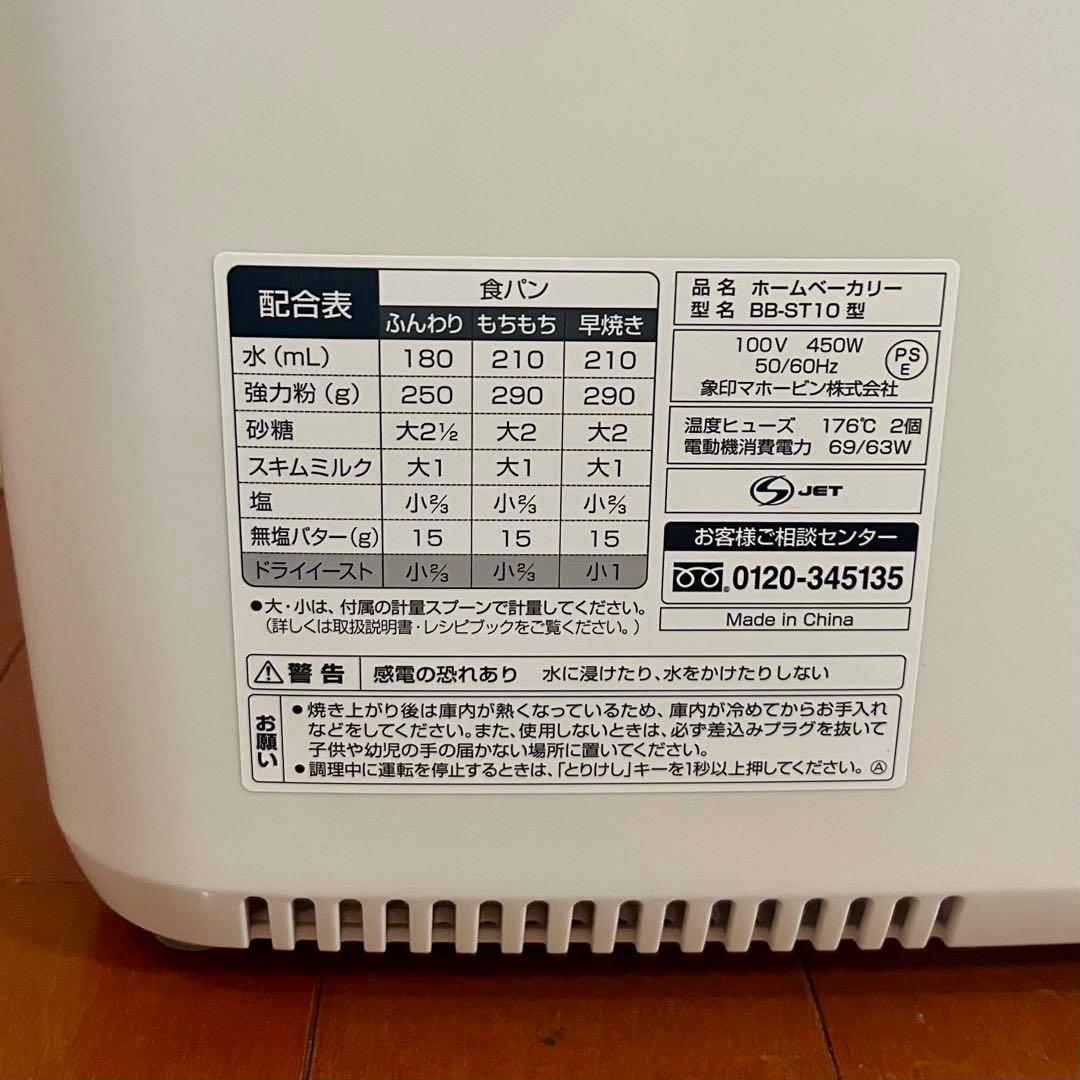 配合表
食パン
ふんわり もちもち 早焼き
水(mL) 180 210 210
強力粉(g) 250 290 290
砂糖 大2½ 大2 大2
スキムミルク 大1 大1 大1
塩 小⅔ 小⅔ 小⅔
無塩バター(g) 15 15 15
ドライイースト 小⅔ 小⅔ 小1
●大・小は、付属の計量スプーンで計量してください。
(詳しくは取扱説明書・レシピブックをご覧ください。)
品名 ホームベーカリー
型名 BB-ST10 型
100V 450W
50/60Hz
PSE
象印マホービン株式会社
温度ヒューズ 176℃ 2個
電動機消費電力 69/63W
S JET
お客様ご相談センター
0120-345135
Made in China
警告 感電の恐れあり 水に浸けたり、水をかけたりしない
お願い
●焼き上がり後は庫内が熱くなっているため、庫内が冷めてからお手入れ
などをしてください。また、使用しないときは、必ず差込みプラグを抜いて
子供や幼児の手の届かない場所に置いてください。
●調理中に運転を停止するときは、「とりけし」キーを1秒以上押してください。Ⓐ